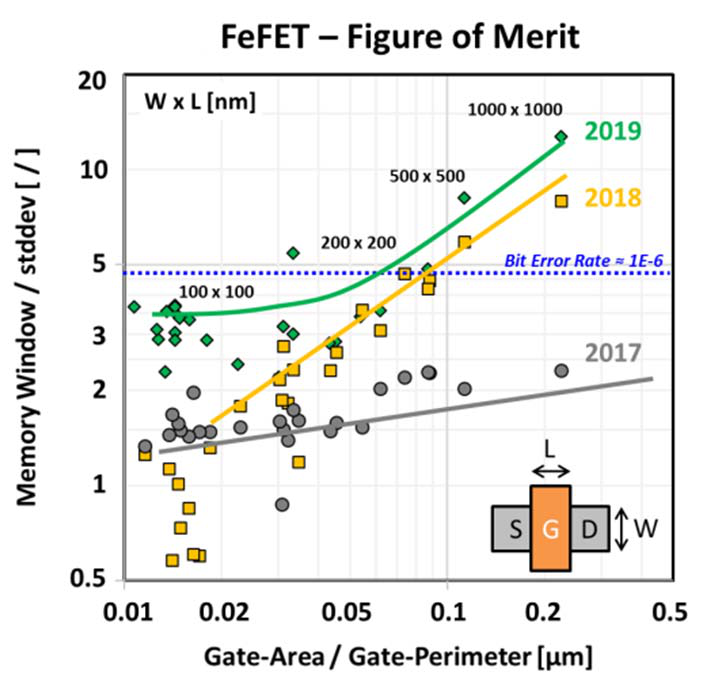 FeFET – Figure of Merit
W x L [nm]
1000 x 1000
2019
500 x 500
2018
200 x 200
Bit Error Rate ≈ 1E-6
100 x 100
2017
Memory Window / stddev [ / ]
20
10
5
3
2
1
0.5
L
S
G
D
W
0.01
0.02
0.05
0.1
0.2
0.5
Gate-Area / Gate-Perimeter [µm]